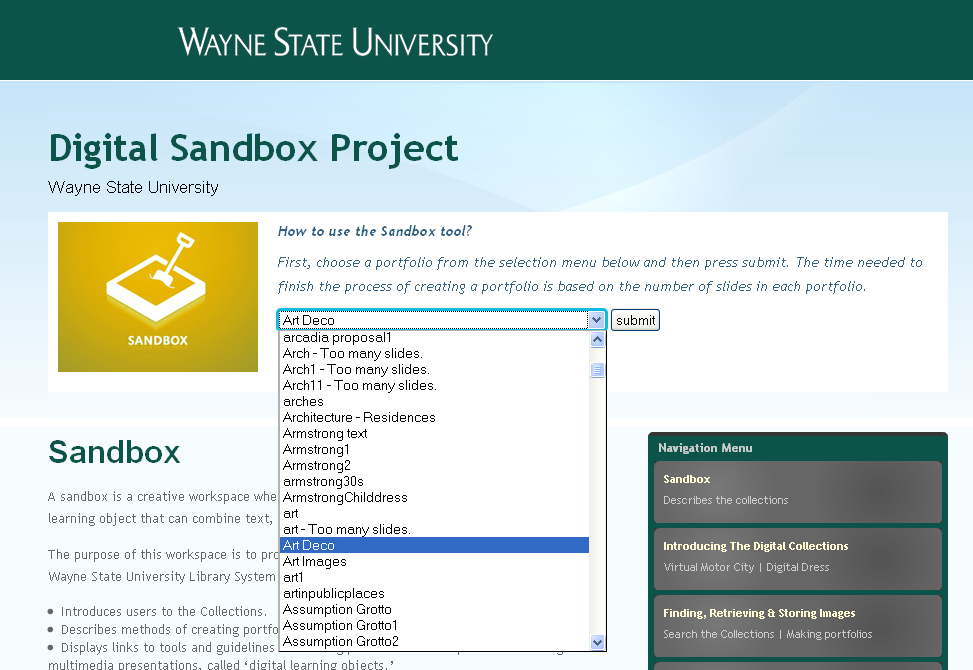 WAYNE STATE UNIVERSITY
Digital Sandbox Project
Wayne State University
SANDBOX
How to use the Sandbox tool?
First, choose a portfolio from the selection menu below and then press submit. The time needed to
finish the process of creating a portfolio is based on the number of slides in each portfolio.
Art Deco
submit
arcadia proposal1
Arch - Too many slides.
Arch1 - Too many slides.
Arch11 - Too many slides.
arches
Architecture - Residences
Armstrong text
Armstrong1
Armstrong2
armstrong30s
ArmstrongChilddress
art
art - Too many slides.
Art Deco
Art Images
art1
artinpublicplaces
Assumption Grotto
Assumption Grotto1
Assumption Grotto2
Sandbox
A sandbox is a creative workspace whe
learning object that can combine text,
The purpose of this workspace is to pro
Wayne State University Library System
• Introduces users to the Collections.
• Describes methods of creating portfo
• Displays links to tools and guidelines
multimedia presentations, called ‘digital learning objects.’
Navigation Menu
Sandbox
Describes the collections
Introducing The Digital Collections
Virtual Motor City | Digital Dress
Finding, Retrieving & Storing Images
Search the Collections | Making portfolios